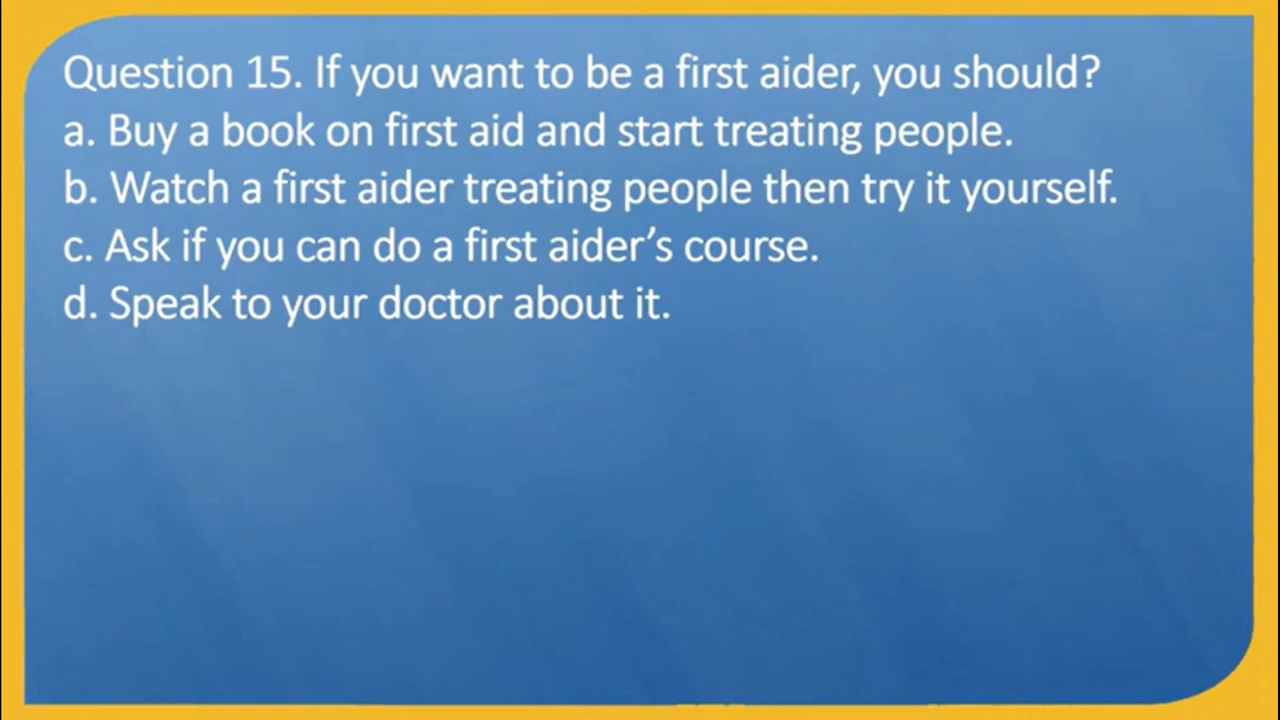 Question 15. If you want to be a first aider, you should?
a. Buy a book on first aid and start treating people.
b. Watch a first aider treating people then try it yourself.
c. Ask if you can do a first aider’s course.
d. Speak to your doctor about it.